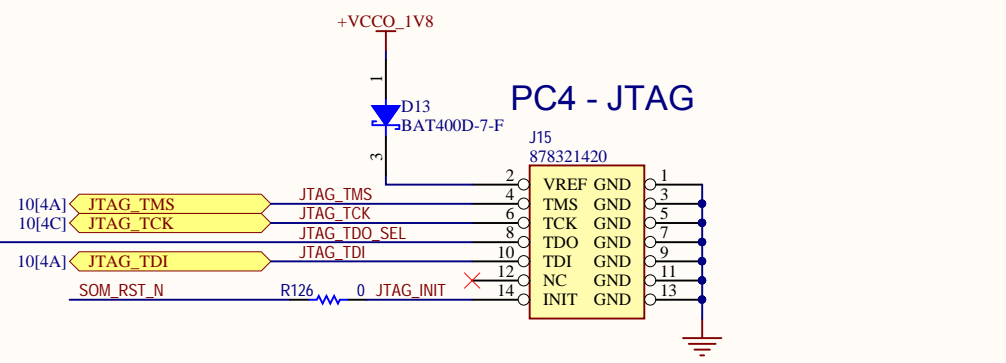 +VCCO_1V8
1
D13
BAT400D-7-F
3
PC4 - JTAG
J15
878321420
2 VREF GND 1
10[4A] JTAG_TMS JTAG_TMS 4 TMS GND 3
10[4C] JTAG_TCK JTAG_TCK 6 TCK GND 5
JTAG_TDO_SEL 8 TDO GND 7
10[4A] JTAG_TDI JTAG_TDI 10 TDI GND 9
12 NC GND 11
SOM_RST_N R126 0 JTAG_INIT 14 INIT GND 13